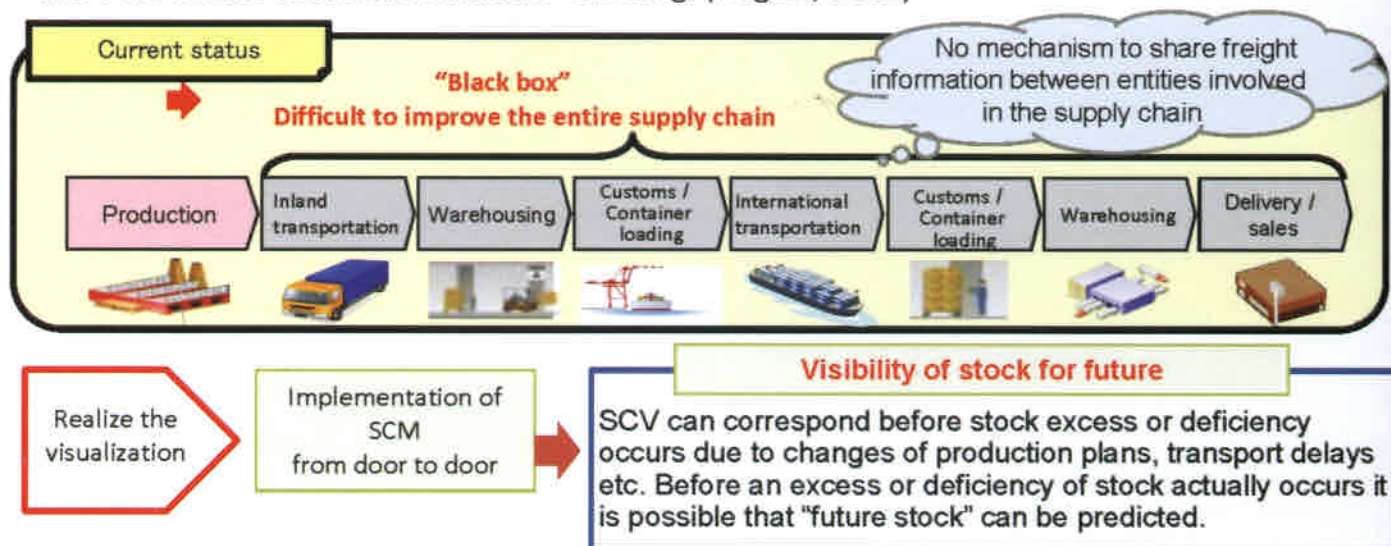 Current status
No mechanism to share freight
information between entities involved
in the supply chain
“Black box”
Difficult to improve the entire supply chain
Production
Inland
transportation
Warehousing
Customs /
Container
loading
International
transportation
Customs /
Container
loading
Warehousing
Delivery /
sales
Realize the
visualization
Implementation of
SCM
from door to door
Visibility of stock for future
SCV can correspond before stock excess or deficiency
occurs due to changes of production plans, transport delays
etc. Before an excess or deficiency of stock actually occurs it
is possible that “future stock” can be predicted.